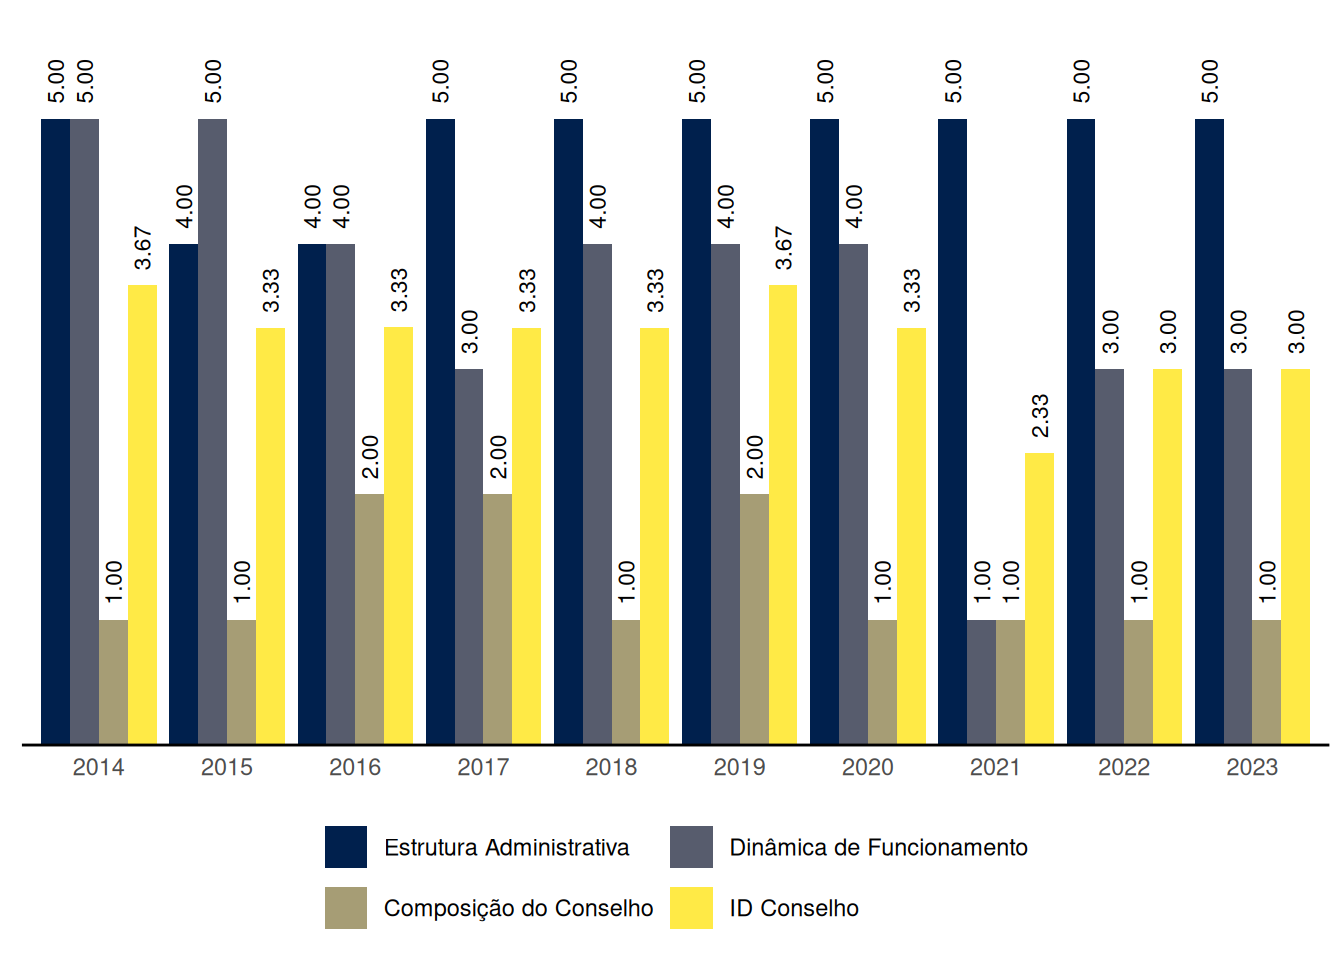 5.00 5.00 1.00 3.67
4.00 5.00 1.00 3.33
4.00 4.00 2.00 3.33
5.00 3.00 2.00 3.33
5.00 4.00 1.00 3.33
5.00 4.00 2.00 3.67
5.00 4.00 1.00 3.33
5.00 1.00 1.00 2.33
5.00 3.00 1.00 3.00
5.00 3.00 1.00 3.00
2014 2015 2016 2017 2018 2019 2020 2021 2022 2023
Estrutura Administrativa Dinâmica de Funcionamento
Composição do Conselho ID Conselho